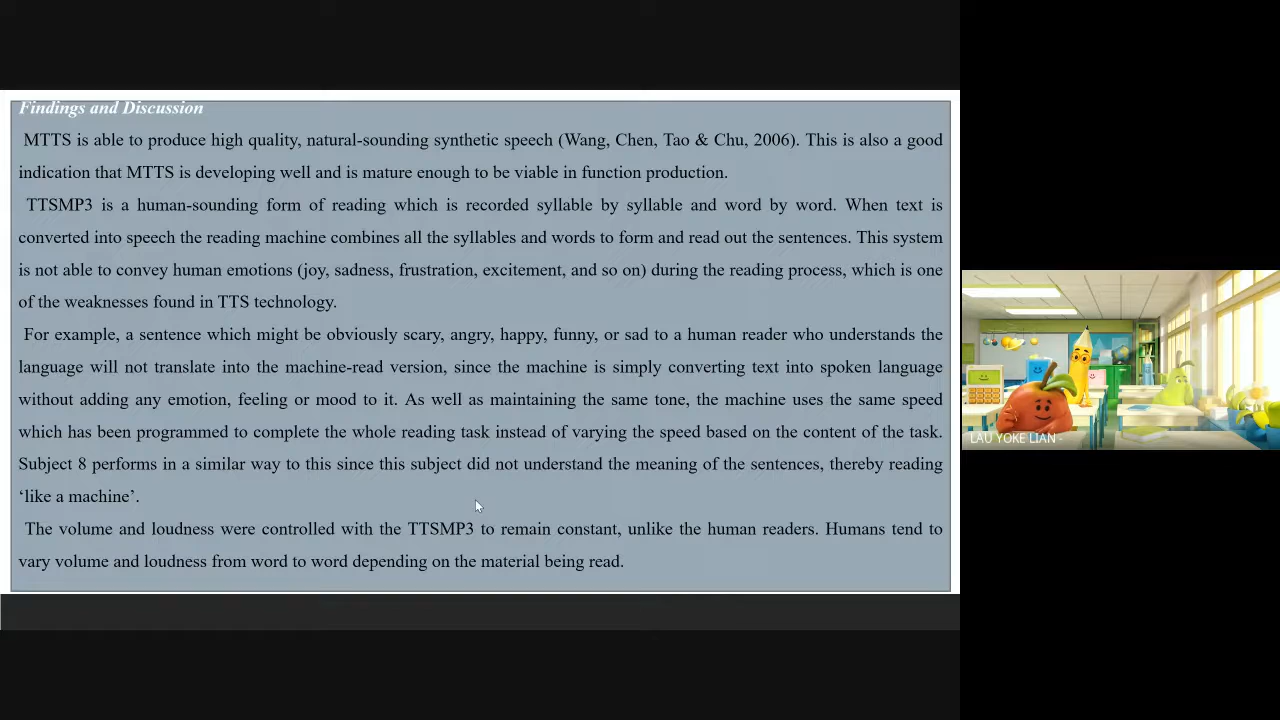 Findings and Discussion
MTTS is able to produce high quality, natural-sounding synthetic speech (Wang, Chen, Tao & Chu, 2006). This is also a good
indication that MTTS is developing well and is mature enough to be viable in function production.
TTSMP3 is a human-sounding form of reading which is recorded syllable by syllable and word by word. When text is
converted into speech the reading machine combines all the syllables and words to form and read out the sentences. This system
is not able to convey human emotions (joy, sadness, frustration, excitement, and so on) during the reading process, which is one
of the weaknesses found in TTS technology.
For example, a sentence which might be obviously scary, angry, happy, funny, or sad to a human reader who understands the
language will not translate into the machine-read version, since the machine is simply converting text into spoken language
without adding any emotion, feeling or nood to it. As well as maintaining the same tone, the machine uses the same speed
which has been programmed to complete the whole reading task instead of varying the speed based on the content of the task.
Subject 8 performs in a similar way to this since this subject did not understand the meaning of the sentences, thereby reading
‘like a machine’.
The volume and loudness were controlled with the TTSMP3 to remain constant, unlike the human readers. Humans tend to
vary volume and loudness from word to word depending on the material being read.
LAU YOKE LIAN -